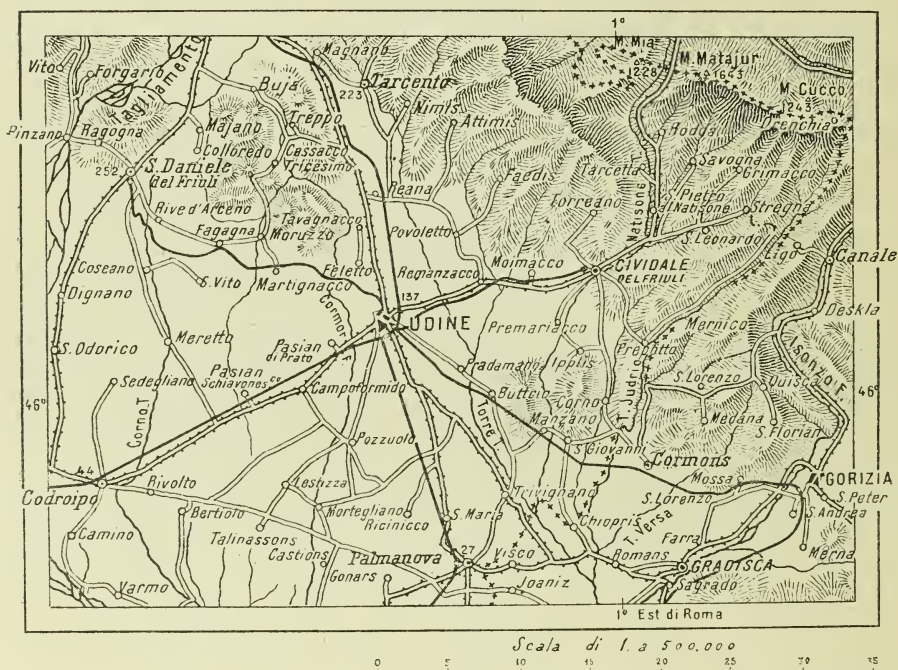 1°
Vito
Forgario
Tagliamento
Magnano
M. Mia
1228
M. Matajur
1643
M. Cucco
1243
Tarcento
223
Buja
Nimis
Treppo
Attimis
Majano
Pinzano
Ragogna
Colloredo
Cassacco
Tricesimo
Rodda
Savogna
Tarcetta
Grimacco
252
S. Daniele
del Friuli
Reana
Faedis
Torreano
S. Pietro
Natisone
al Natisone
Stregna
Rive d'Arceno
Tavagnacco
Fagagna
Moruzzo
Povoletto
S. Leonardo
Ligo
Canale
Coseano
S. Vito
Martignacco
Feletto
Remanzacco
Moimacco
CIVIDALE
DEL FRIULI
Dignano
Cormor T.
137
UDINE
Premariacco
Mernico
Deskla
Isonzo F.
S. Odorico
Meretto
Pasian
di Prato
Prepotto
Pradamano
Ipplis
Sedegliano
Pasian
Schiavonesco
Campoformido
Buttrio
S. Lorenzo
Quisca
46°
46°
Corno T.
Corno
T. Judrio
Torre T.
Manzano
Medana
S. Florian
Pozzuolo
S. Giovanni
Cormons
44
Codroipo
Rivolto
Lestizza
Mossa
GORIZIA
S. Peter
Bertiolo
Mortegliano
Trivignano
S. Lorenzo
S. Andrea
Talinassons
Ricinicco
S. Maria
Chiopris
T. Versa
Camino
Castions
Palmanova
27
Visco
Romans
Farra
GRADISCA
Merna
Gonars
Joaniz
Sagrado
Varmo
1° Est di Roma
Scala di 1. a 500.000
0 5 10 15 20 25 30 35